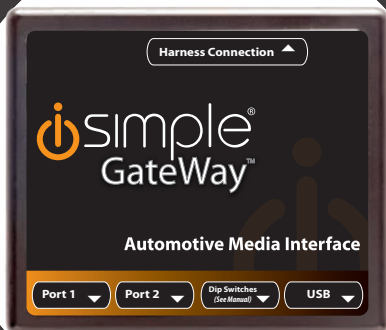 Harness Connection
isimple®
GateWay™
Automotive Media Interface
Port 1
Port 2
Dip Switches
(See Manual)
USB